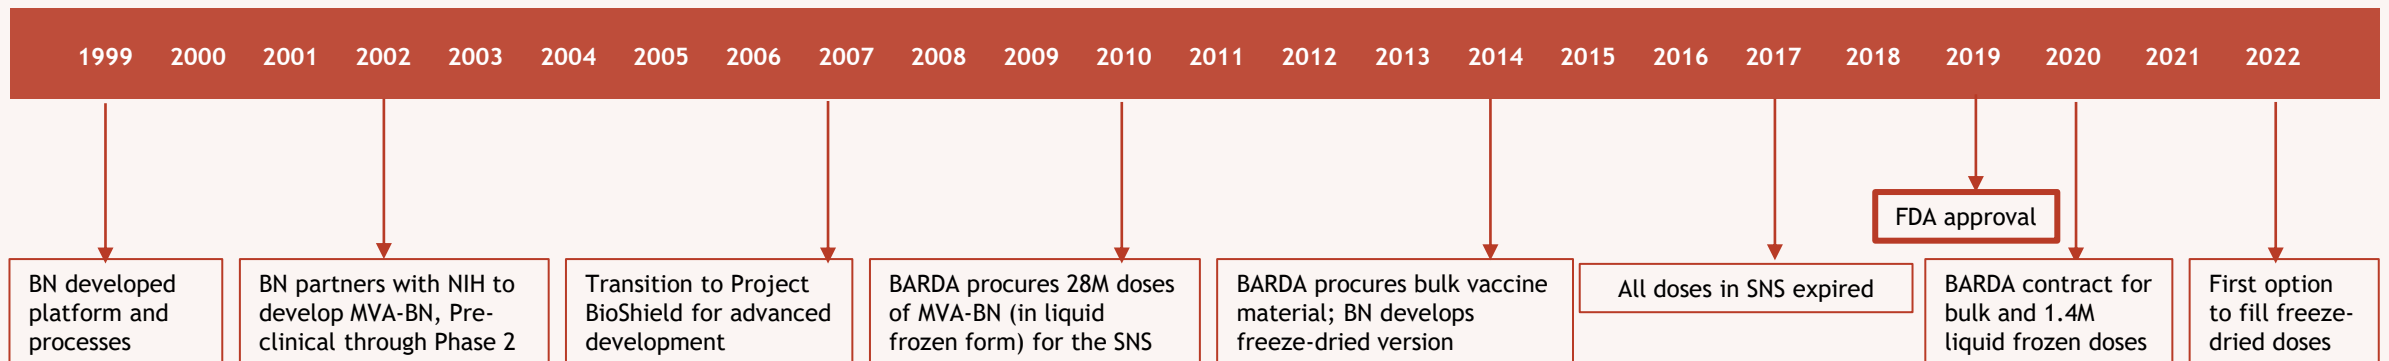 1999 2000 2001 2002 2003 2004 2005 2006 2007 2008 2009 2010 2011 2012 2013 2014 2015 2016 2017 2018 2019 2020 2021 2022
FDA approval
BN developed
platform and
processes
BN partners with NIH to
develop MVA-BN, Pre-
clinical through Phase 2
Transition to Project
BioShield for advanced
development
BARDA procures 28M doses
of MVA-BN (in liquid
frozen form) for the SNS
BARDA procures bulk vaccine
material; BN develops
freeze-dried version
All doses in SNS expired
BARDA contract for
bulk and 1.4M
liquid frozen doses
First option
to fill freeze-
dried doses